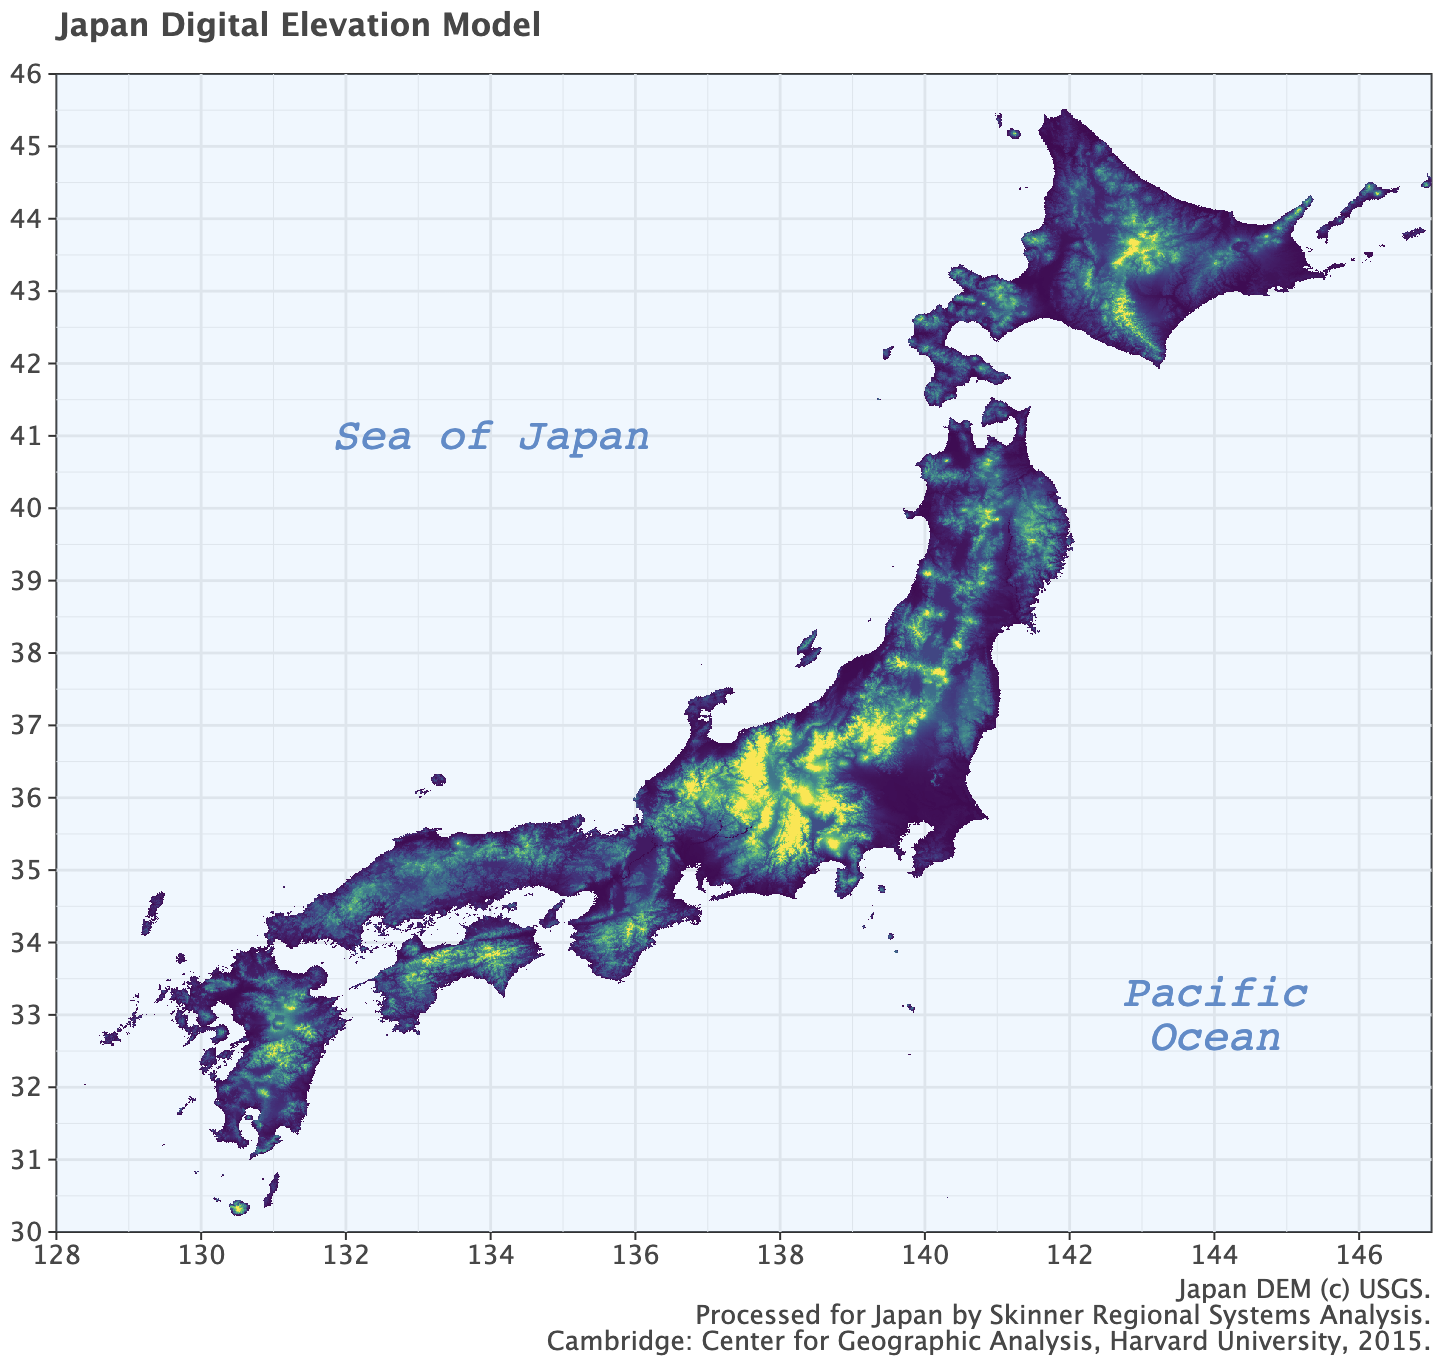 Japan Digital Elevation Model
46
45
44
43
42
41
40
39
38
37
36
35
34
33
32
31
30
Sea of Japan
Pacific
Ocean
128 130 132 134 136 138 140 142 144 146
Japan DEM (c) USGS.
Processed for Japan by Skinner Regional Systems Analysis.
Cambridge: Center for Geographic Analysis, Harvard University, 2015.